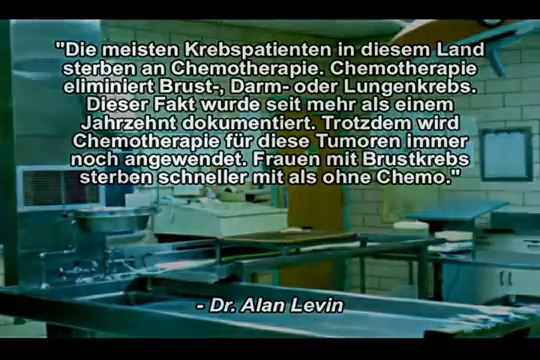 "Die meisten Krebspatienten in diesem Land
sterben an Chemotherapie. Chemotherapie
eliminiert Brust-, Darm- oder Lungenkrebs.
Dieser Fakt wurde seit mehr als einem
Jahrzehnt dokumentiert. Trotzdem wird
Chemotherapie für diese Tumoren immer
noch angewendet. Frauen mit Brustkrebs
sterben schneller mit als ohne Chemo."
- Dr. Alan Levin